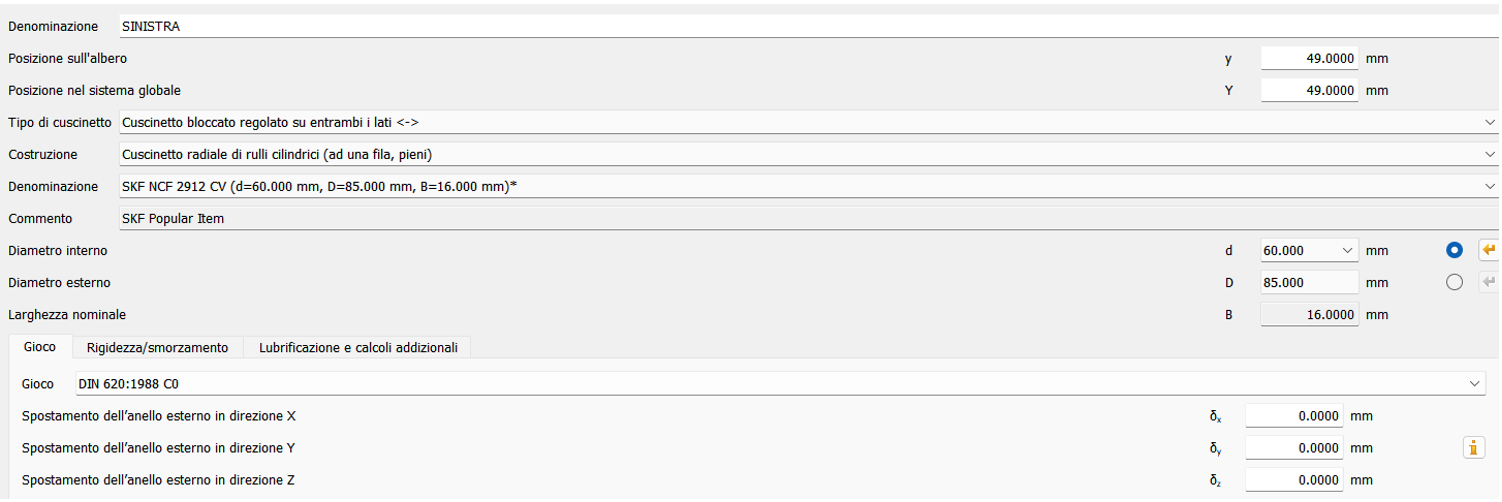 Denominazione SINISTRA
Posizione sull'albero y 49.0000 mm
Posizione nel sistema globale Y 49.0000 mm
Tipo di cuscinetto Cuscinetto bloccato regolato su entrambi i lati <->
Costruzione Cuscinetto radiale di rulli cilindrici (ad una fila, pieni)
Denominazione SKF NCF 2912 CV (d=60.000 mm, D=85.000 mm, B=16.000 mm)*
Commento SKF Popular Item
Diametro interno d 60.000 mm
Diametro esterno D 85.000 mm
Larghezza nominale B 16.0000 mm
Gioco Rigidezza/smorzamento Lubrificazione e calcoli addizionali
Gioco DIN 620:1988 C0
Spostamento dell’anello esterno in direzione X δx 0.0000 mm
Spostamento dell’anello esterno in direzione Y δy 0.0000 mm
Spostamento dell’anello esterno in direzione Z δz 0.0000 mm